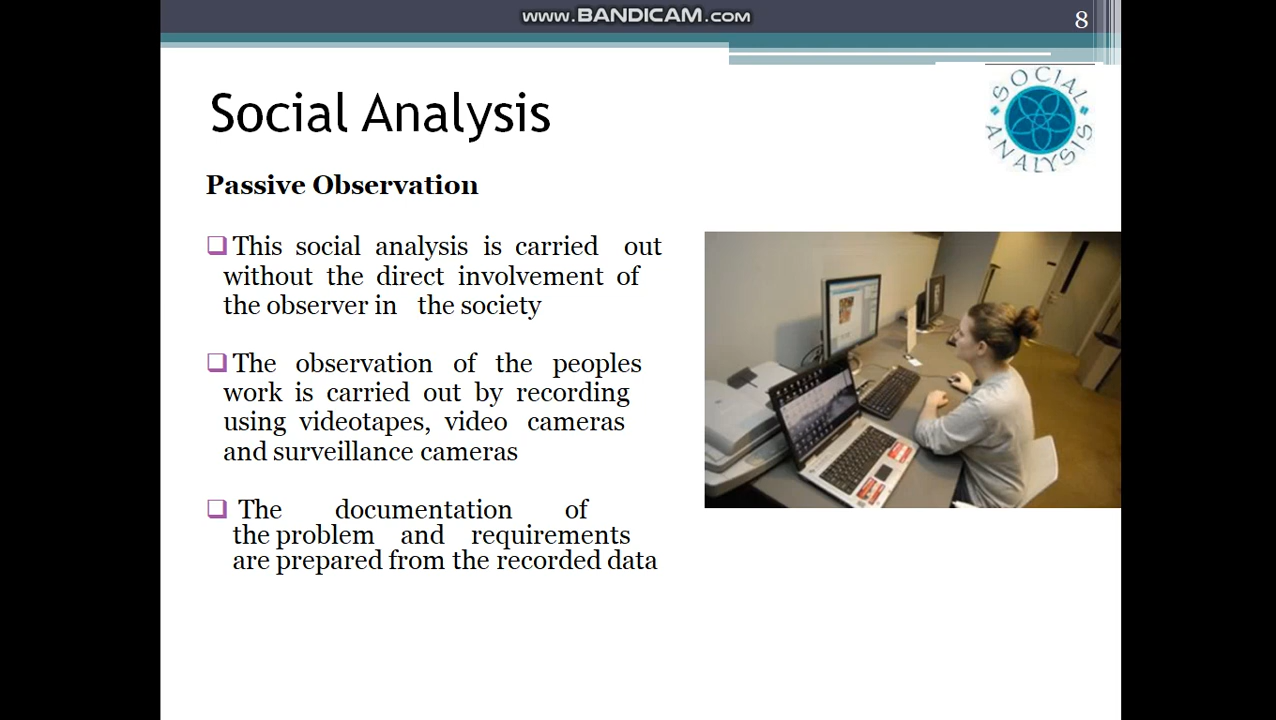 www.BANDICAM.com
8
SOCIAL
ANALYSIS
Social Analysis
Passive Observation
This social analysis is carried out
without the direct involvement of
the observer in the society
The observation of the peoples
work is carried out by recording
using videotapes, video cameras
and surveillance cameras
The documentation of
the problem and requirements
are prepared from the recorded data